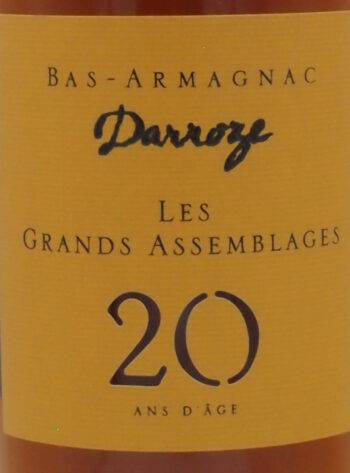 BAS-ARMAGNAC
Darroze
LES
GRANDS ASSEMBLAGES
20
ANS D'ÂGE